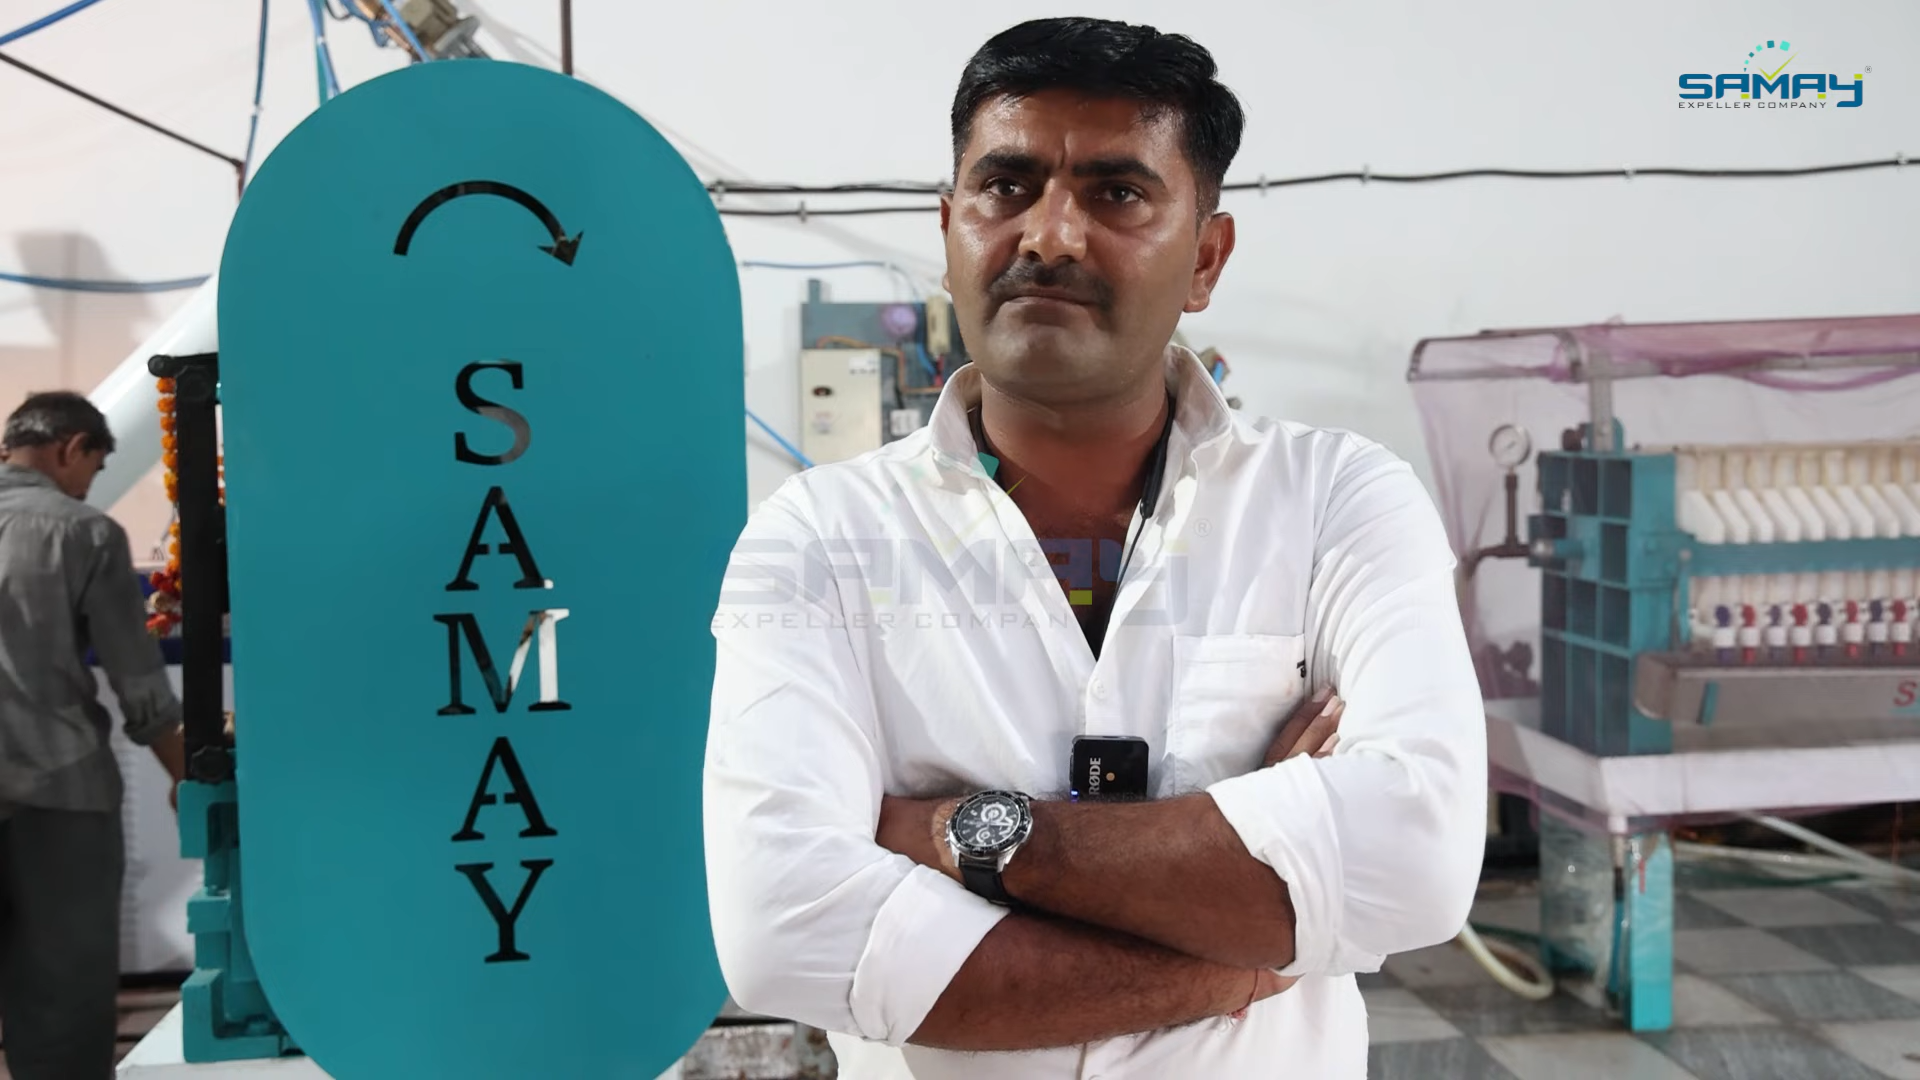 SAMAY®
EXPELLER COMPANY
SAMAY
SAMAY®
EXPELLER COMPAN
RØDE
S